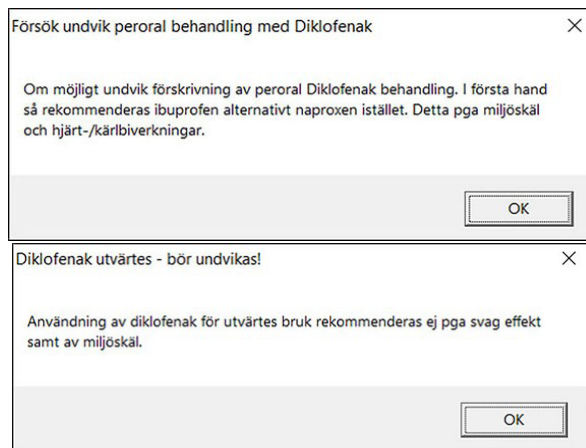 Försök undvik peroral behandling med Diklofenak
Om möjligt undvik förskrivning av peroral Diklofenak behandling. I första hand
så rekommenderas ibuprofen alternativt naproxen istället. Detta pga miljöskäl
och hjärt-/kärlbiverkningar.
OK
Diklofenak utvärtes - bör undvikas!
Användning av diklofenak för utvärtes bruk rekommenderas ej pga svag effekt
samt av miljöskäl.
OK